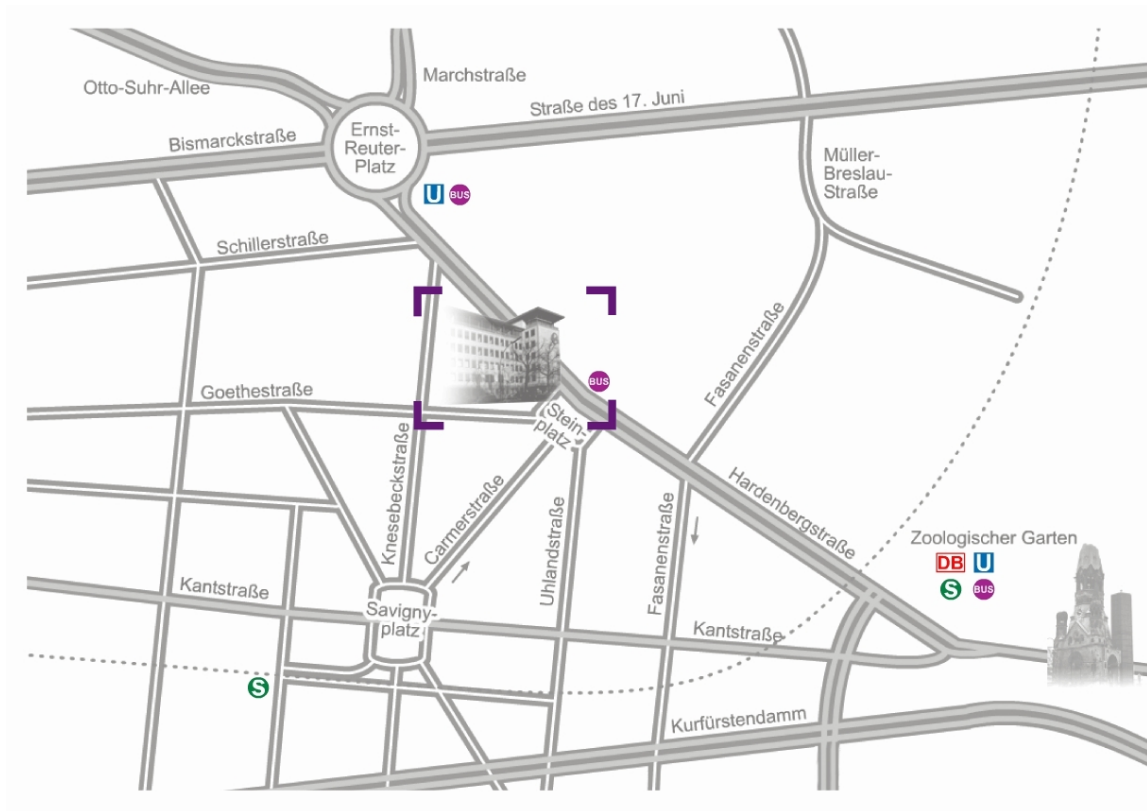 Otto-Suhr-Allee
Marchstraße
Straße des 17. Juni
Bismarckstraße
Ernst-
Reuter-
Platz
Müller-
Breslau-
Straße
U BUS
Schillerstraße
Fasanenstraße
Goethestraße
BUS
Stein-
platz
Knesebeckstraße
Carmerstraße
Uhlandstraße
Fasanenstraße
Hardenbergstraße
Zoologischer Garten
DB U
S BUS
Kantstraße
Savigny-
platz
Kantstraße
S
Kurfürstendamm